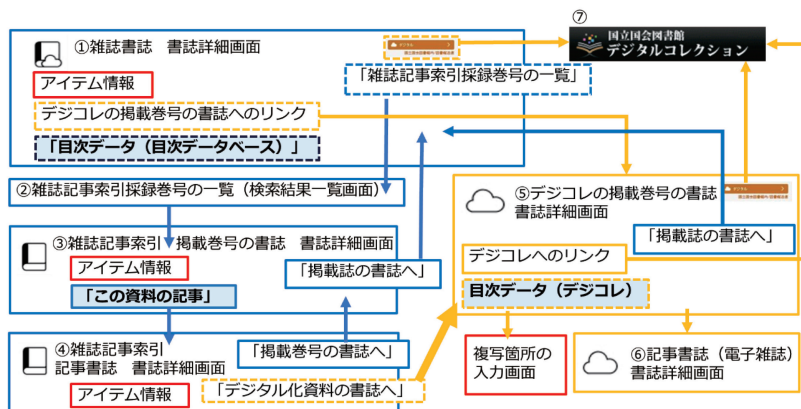 ⑦
国立国会図書館
デジタルコレクション
①雑誌書誌　書誌詳細画面
デジタル
アイテム情報
「雑誌記事索引採録巻号の一覧」
デジコレの掲載巻号の書誌へのリンク
「目次データ（目次データベース）」
②雑誌記事索引採録巻号の一覧（検索結果一覧画面）
③雑誌記事索引　掲載巻号の書誌　書誌詳細画面
アイテム情報
「掲載誌の書誌へ」
「この資料の記事」
④雑誌記事索引
記事書誌　書誌詳細画面
「掲載巻号の書誌へ」
アイテム情報
「デジタル化資料の書誌へ」
⑤デジコレの掲載巻号の書誌
書誌詳細画面
デジタル
「掲載誌の書誌へ」
デジコレへのリンク
目次データ（デジコレ）
複写箇所の
入力画面
⑥記事書誌（電子雑誌）
書誌詳細画面